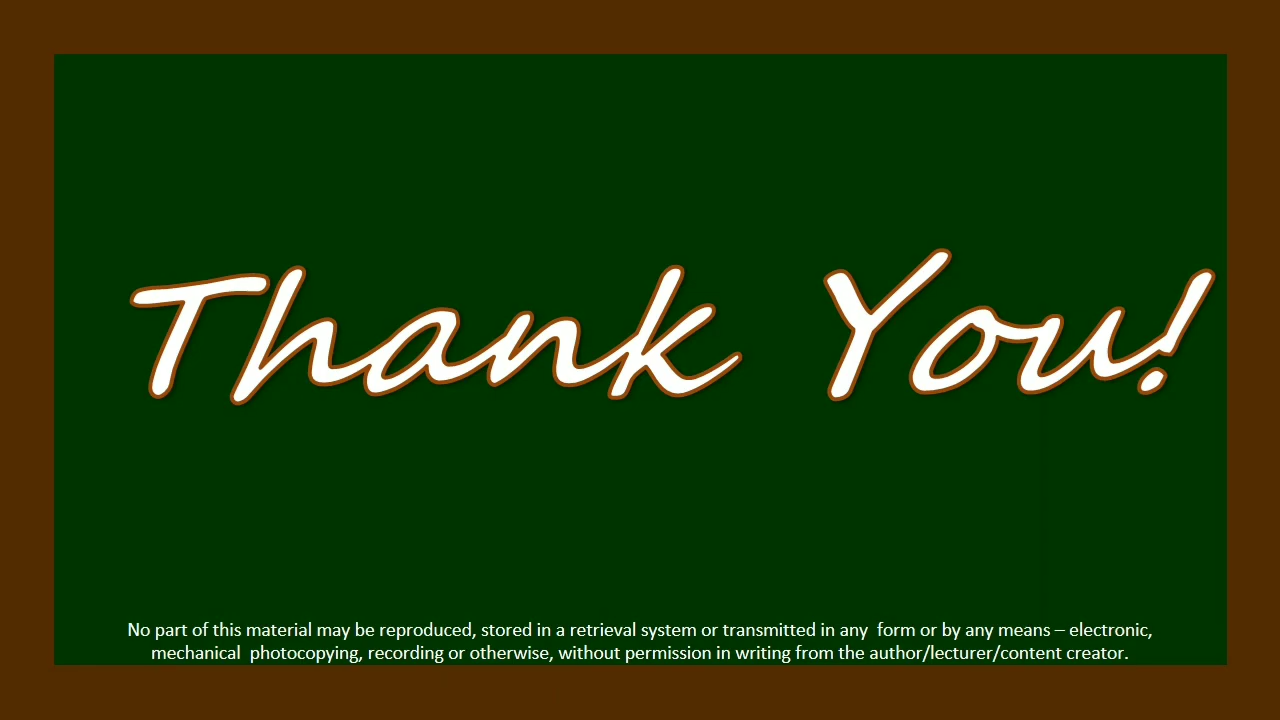 Thank You!
No part of this material may be reproduced, stored in a retrieval system or transmitted in any  form or by any means – electronic,
mechanical  photocopying, recording or otherwise, without permission in writing from the author/lecturer/content creator.